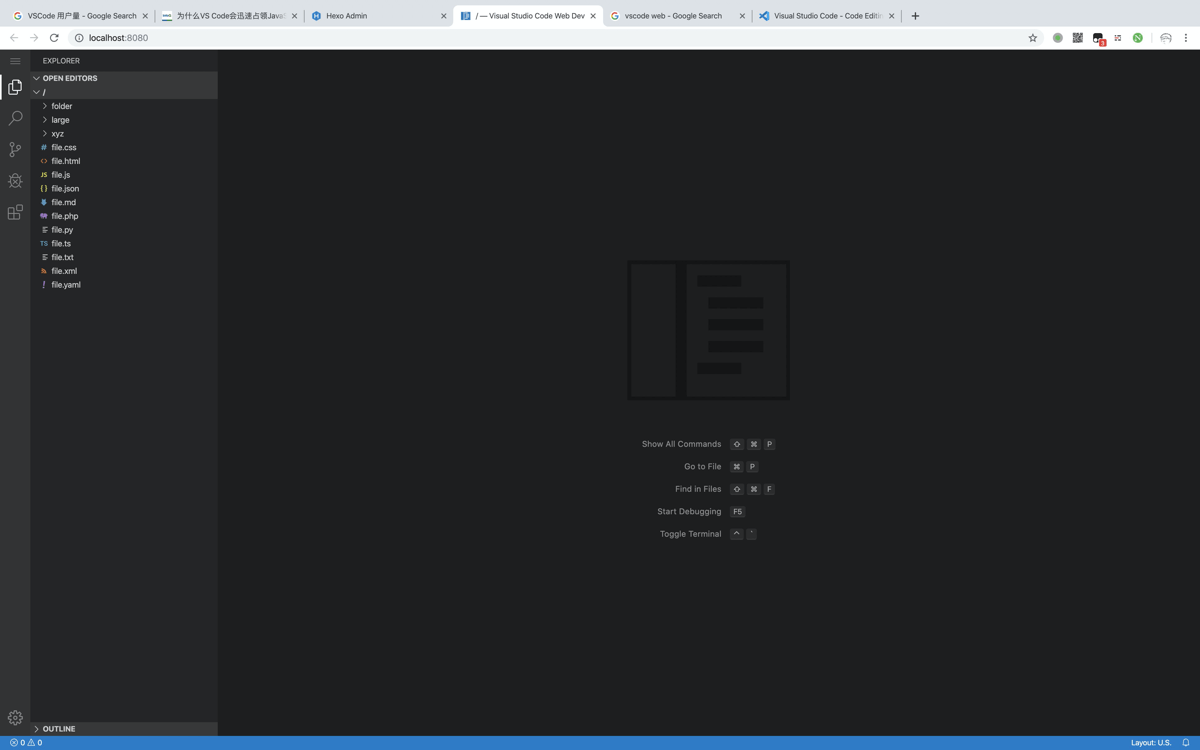 VSCode 用户量 - Google Search
为什么VS Code会迅速占领Java
Hexo Admin
/ — Visual Studio Code Web Dev
vscode web - Google Search
Visual Studio Code - Code Editin
localhost:8080
3
EXPLORER
OPEN EDITORS
/
folder
large
xyz
# file.css
<> file.html
JS file.js
{ } file.json
file.md
file.php
file.py
TS file.ts
file.txt
file.xml
! file.yaml
Show All Commands ⇧ ⌘ P
Go to File ⌘ P
Find in Files ⇧ ⌘ F
Start Debugging F5
Toggle Terminal ^ `
OUTLINE
0 0
Layout: U.S.